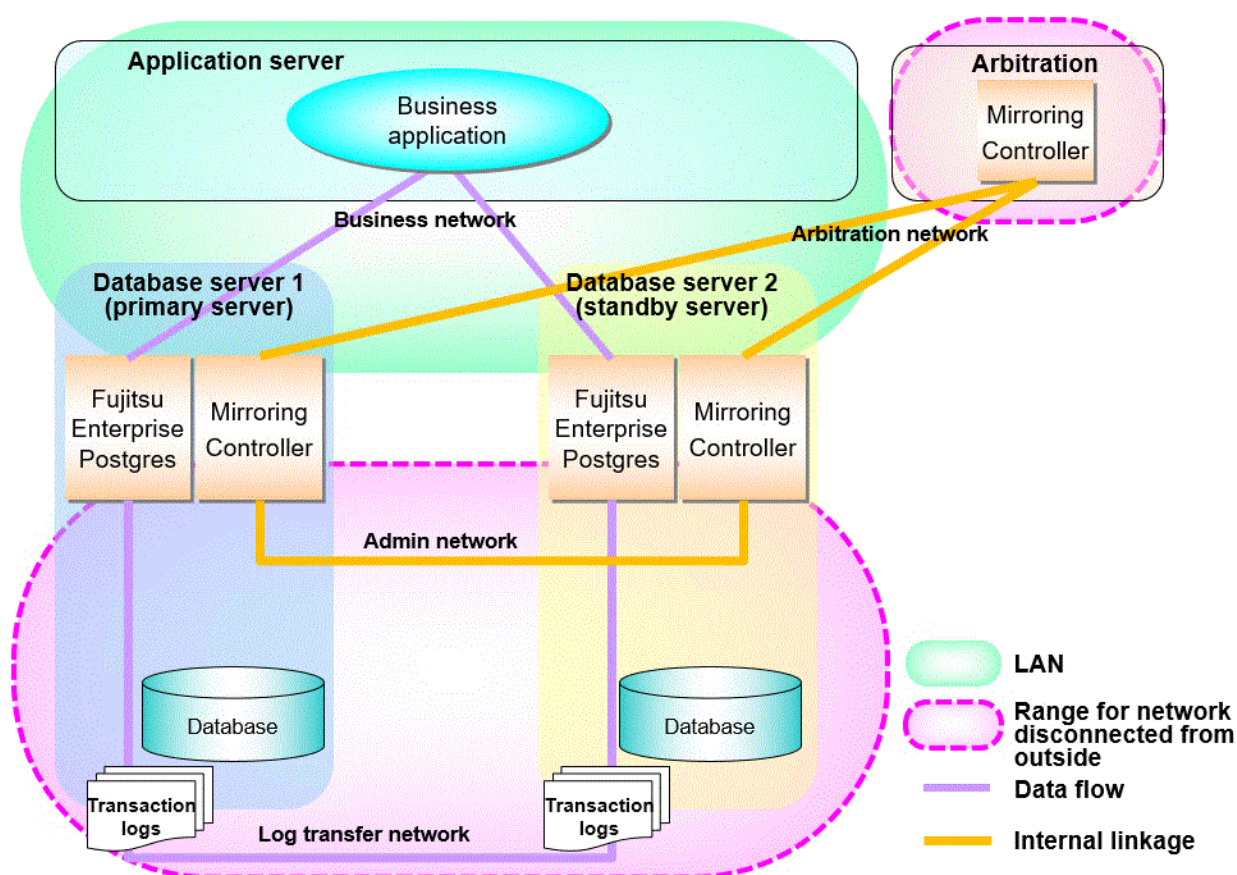 Application server
Business
application
Arbitration
Mirroring
Controller
Business network
Arbitration network
Database server 1
(primary server)
Database server 2
(standby server)
Fujitsu
Enterprise
Postgres
Mirroring
Controller
Fujitsu
Enterprise
Postgres
Mirroring
Controller
Admin network
Database
Database
Transaction
logs
Transaction
logs
Log transfer network
LAN
Range for network
disconnected from
outside
Data flow
Internal linkage